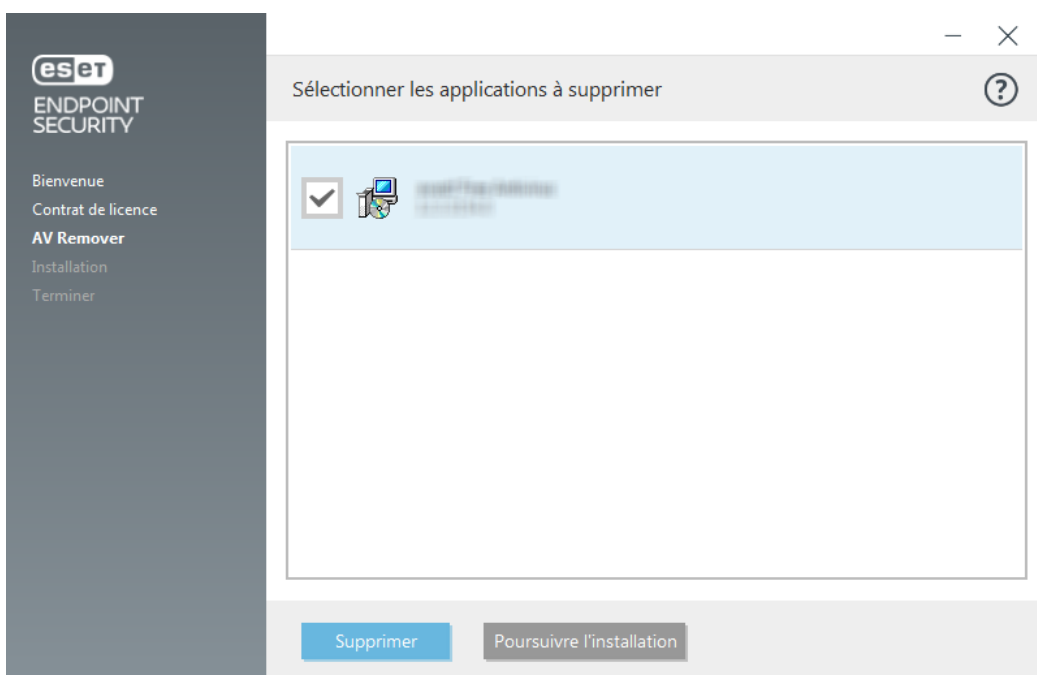 eset
ENDPOINT
SECURITY
Bienvenue
Contrat de licence
AV Remover
Installation
Terminer
Sélectionner les applications à supprimer
?
Supprimer
Poursuivre l'installation